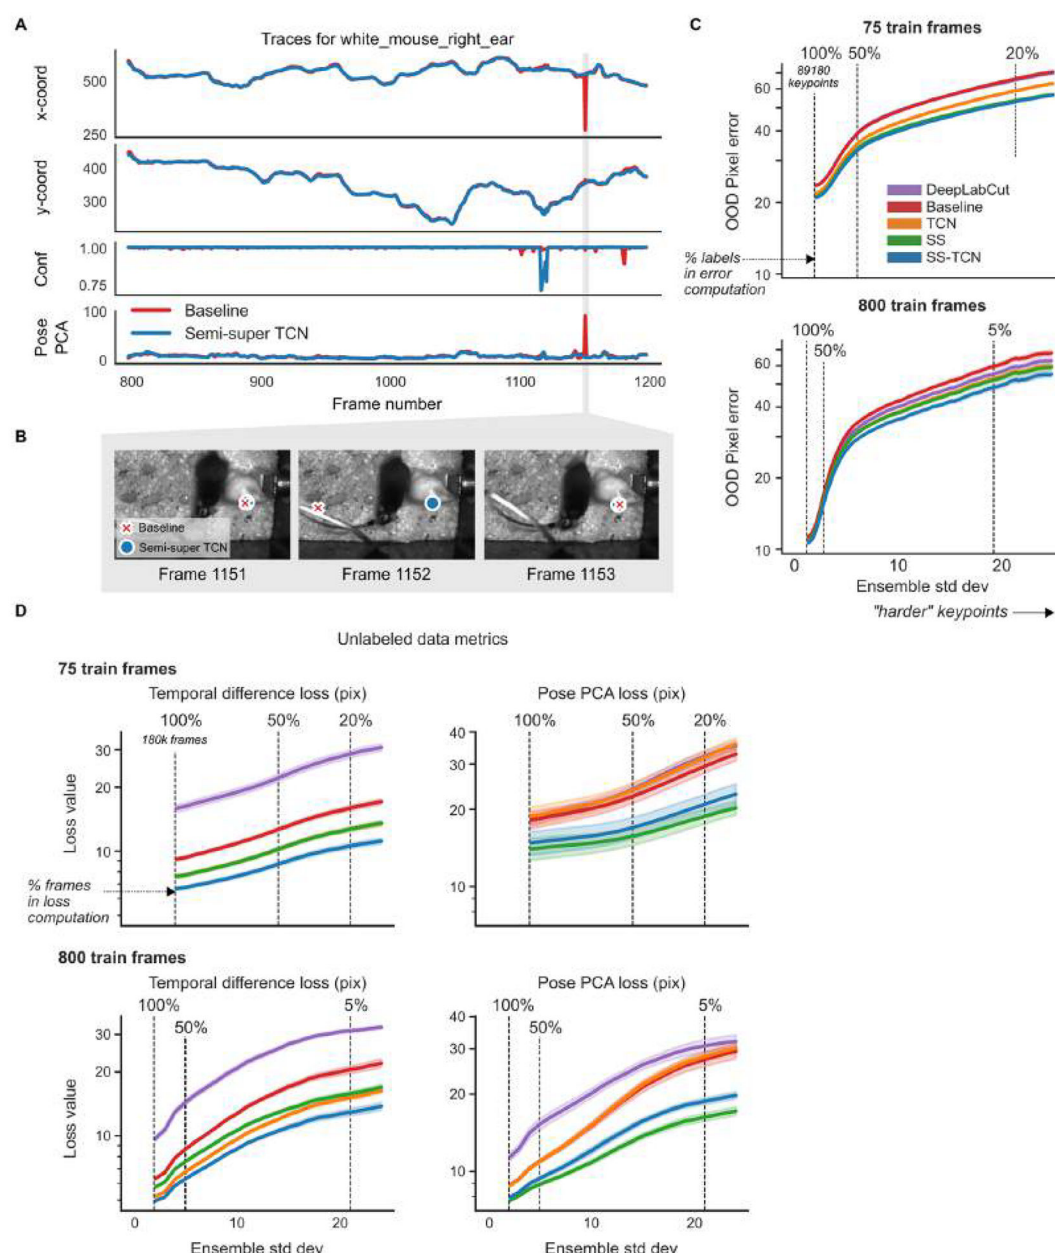 A
Traces for white_mouse_right_ear
x-coord
500
250
y-coord
400
300
Conf
1.00
0.75
Pose
PCA
100
0
Baseline
Semi-super TCN
800
900
1000
1100
1200
Frame number
B
Baseline
Semi-super TCN
Frame 1151
Frame 1152
Frame 1153
C
75 train frames
100%
50%
20%
89180
keypoints
OOD Pixel error
60
40
20
10
DeepLabCut
Baseline
TCN
SS
SS-TCN
% labels
in error
computation
800 train frames
100%
50%
5%
OOD Pixel error
60
40
20
10
0
10
20
Ensemble std dev
"harder" keypoints
D
Unlabeled data metrics
75 train frames
Temporal difference loss (pix)
100%
50%
20%
180k frames
Loss value
30
20
10
% frames
in loss
computation
Pose PCA loss (pix)
100%
50%
20%
40
30
20
10
800 train frames
Temporal difference loss (pix)
100%
50%
5%
Loss value
30
20
10
0
10
20
Ensemble std dev
Pose PCA loss (pix)
100%
50%
5%
40
30
20
10
0
10
20
Ensemble std dev